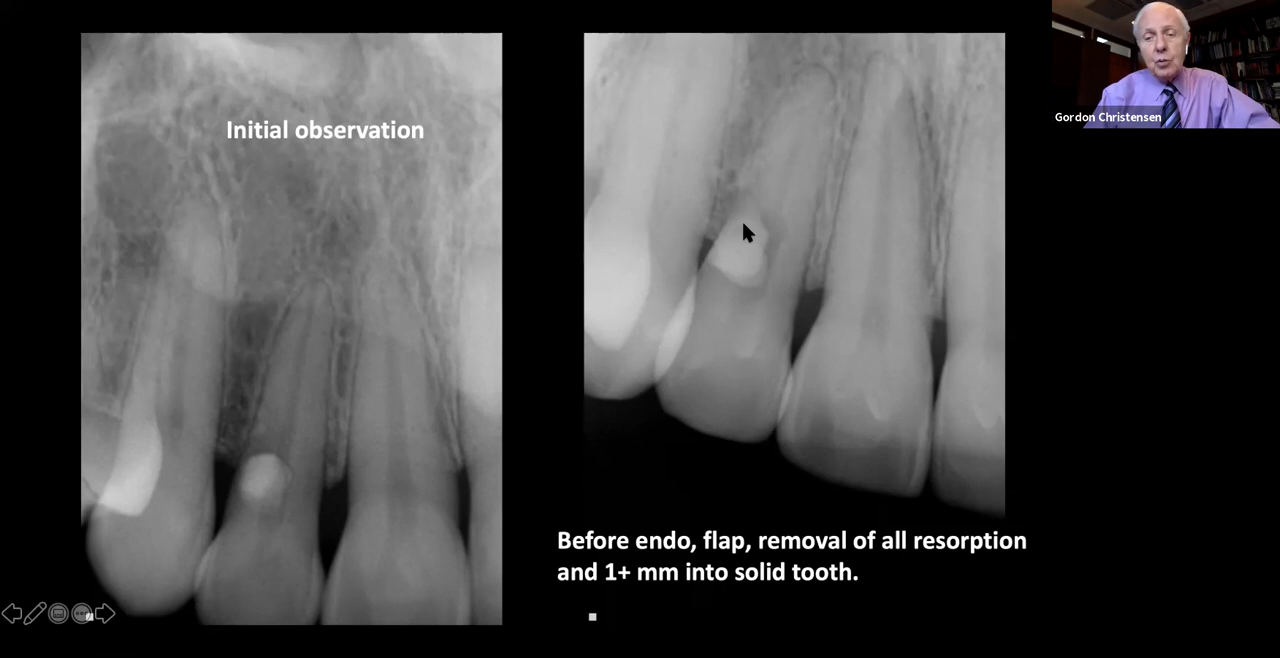 Initial observation
Gordon Christensen
Before endo, flap, removal of all resorption
and 1+ mm into solid tooth.